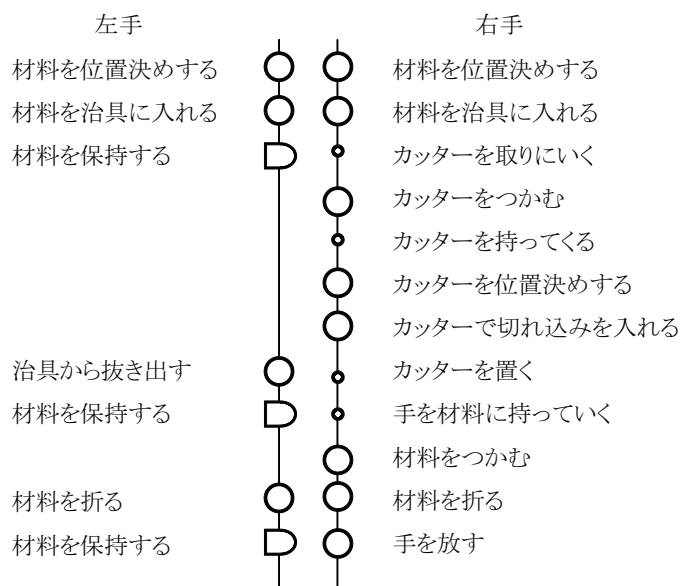 左手 右手
材料を位置決めする 材料を位置決めする
材料を治具に入れる 材料を治具に入れる
材料を保持する カッターを取りにいく
カッターをつかむ
カッターを持ってくる
カッターを位置決めする
カッターで切れ込みを入れる
治具から抜き出す カッターを置く
材料を保持する 手を材料に持っていく
材料をつかむ
材料を折る 材料を折る
材料を保持する 手を放す